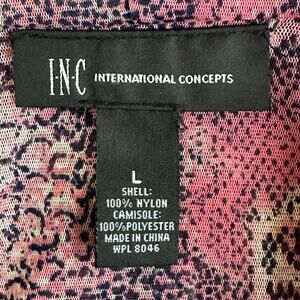 I·N·C INTERNATIONAL CONCEPTS
L
SHELL:
100% NYLON
CAMISOLE:
100%POLYESTER
MADE IN CHINA
WPL 8046